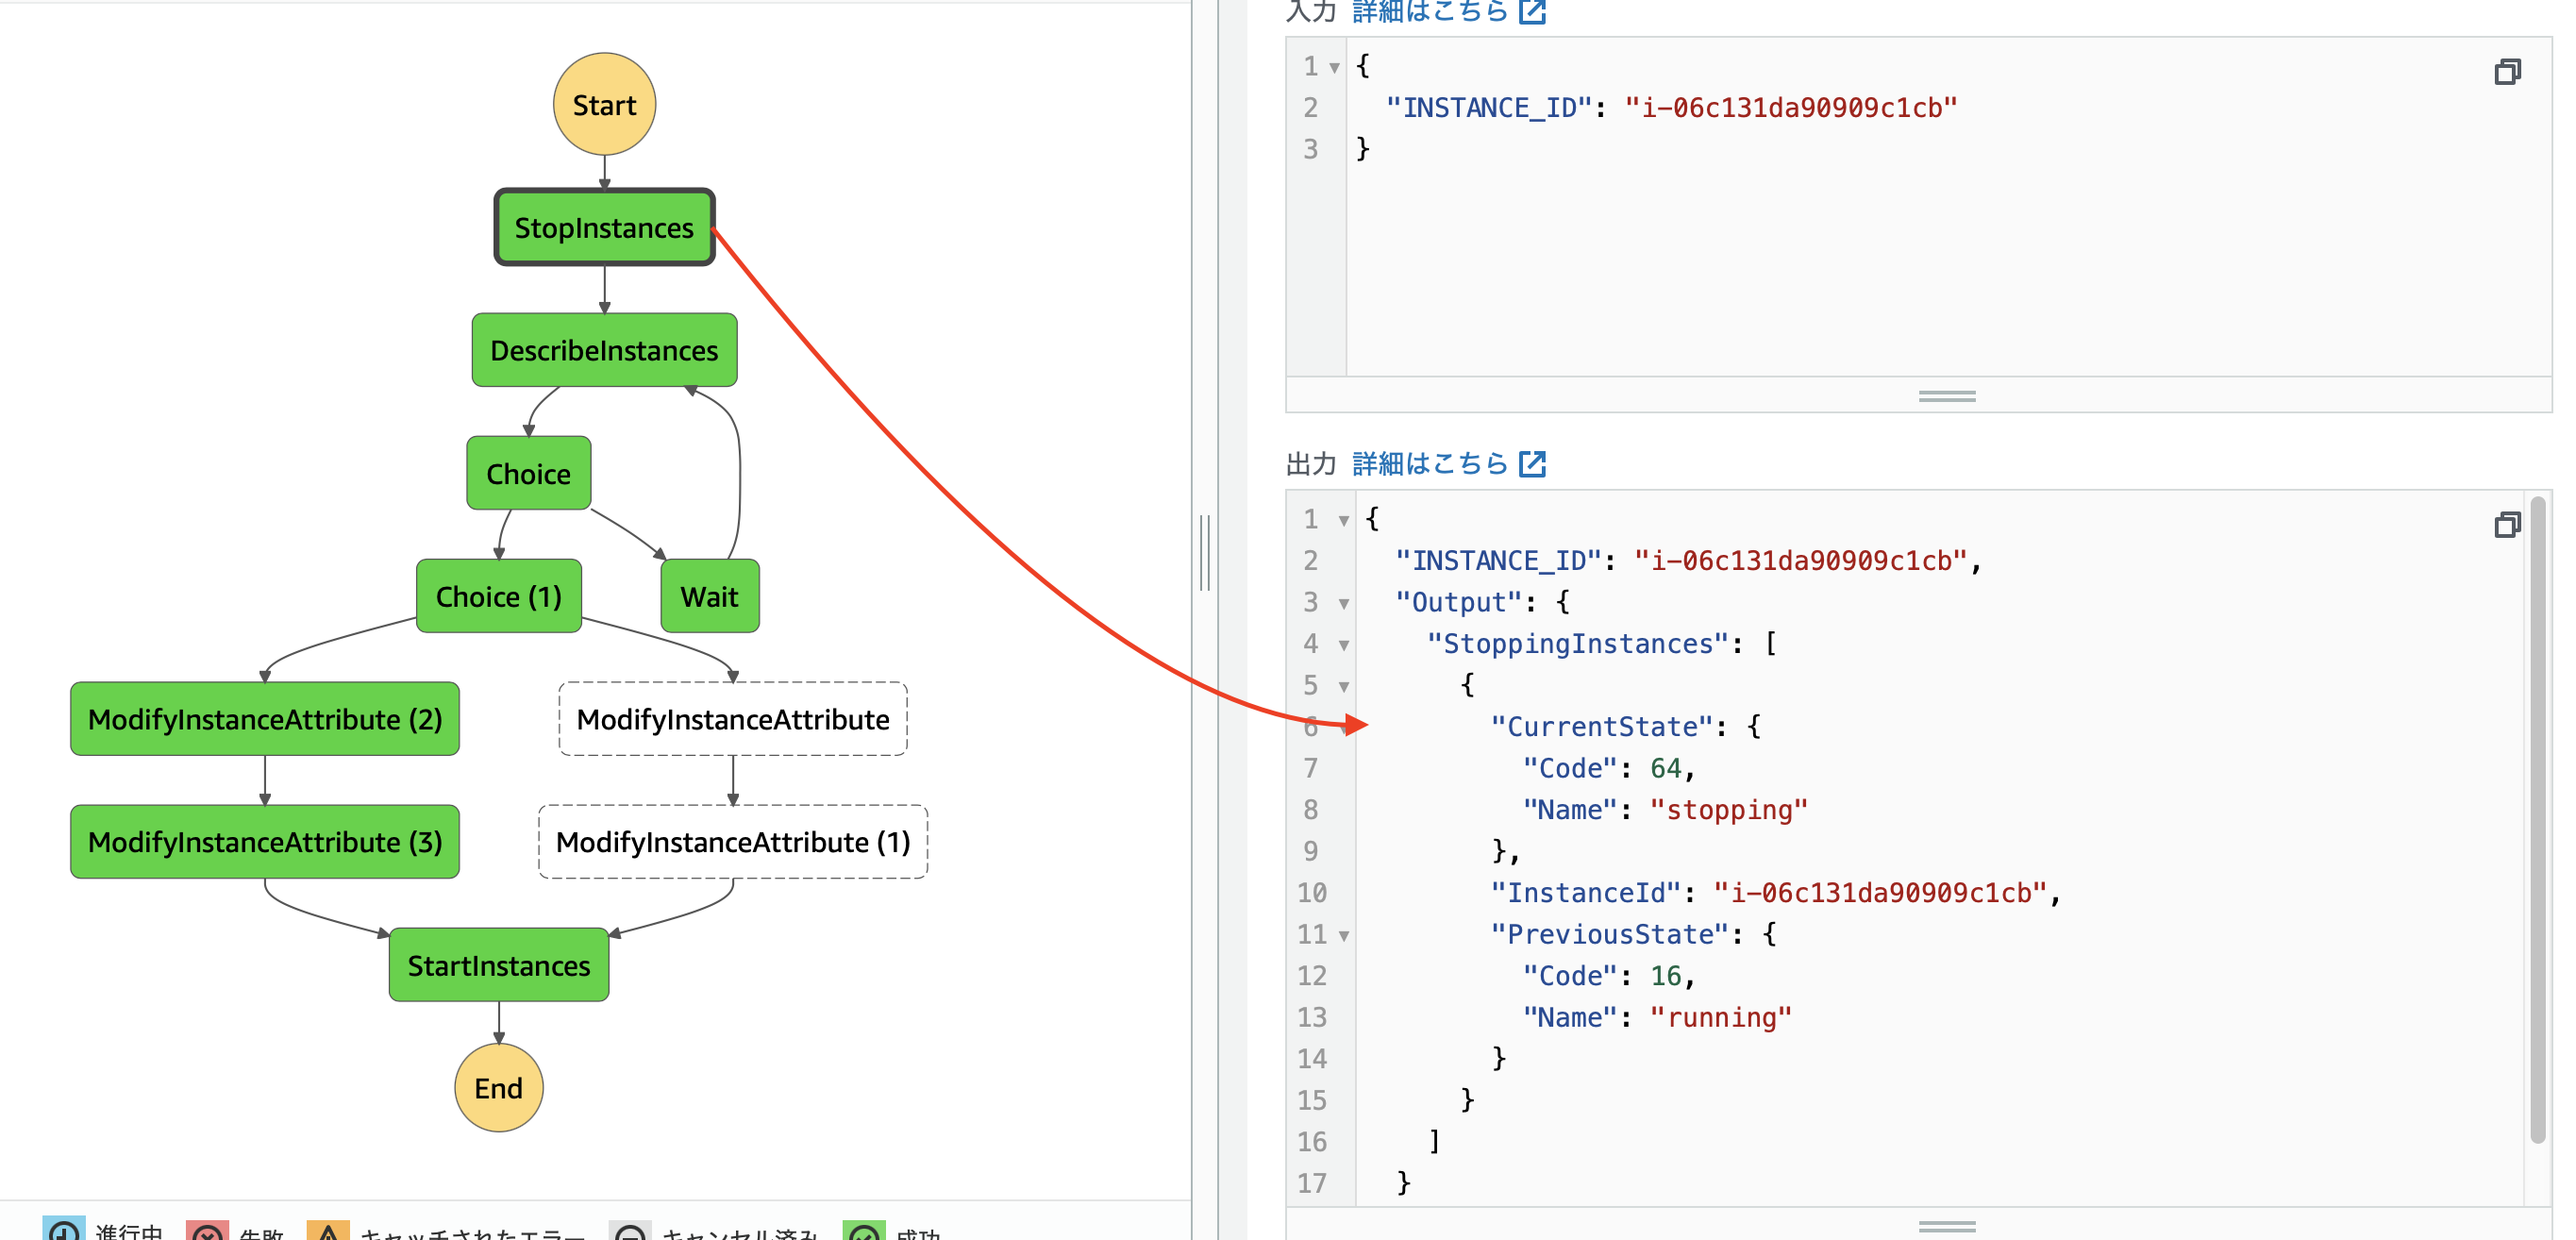 Start
StopInstances
DescribeInstances
Choice
Choice (1)
Wait
ModifyInstanceAttribute (2)
ModifyInstanceAttribute
ModifyInstanceAttribute (3)
ModifyInstanceAttribute (1)
StartInstances
End
進行中 失敗 キャッチされたエラー キャンセル済み 成功
入力 詳細はこちら
1 {
2 "INSTANCE_ID": "i-06c131da90909c1cb"
3 }
出力 詳細はこちら
1 {
2 "INSTANCE_ID": "i-06c131da90909c1cb",
3 "Output": {
4 "StoppingInstances": [
5 {
6 "CurrentState": {
7 "Code": 64,
8 "Name": "stopping"
9 },
10 "InstanceId": "i-06c131da90909c1cb",
11 "PreviousState": {
12 "Code": 16,
13 "Name": "running"
14 }
15 }
16 ]
17 }